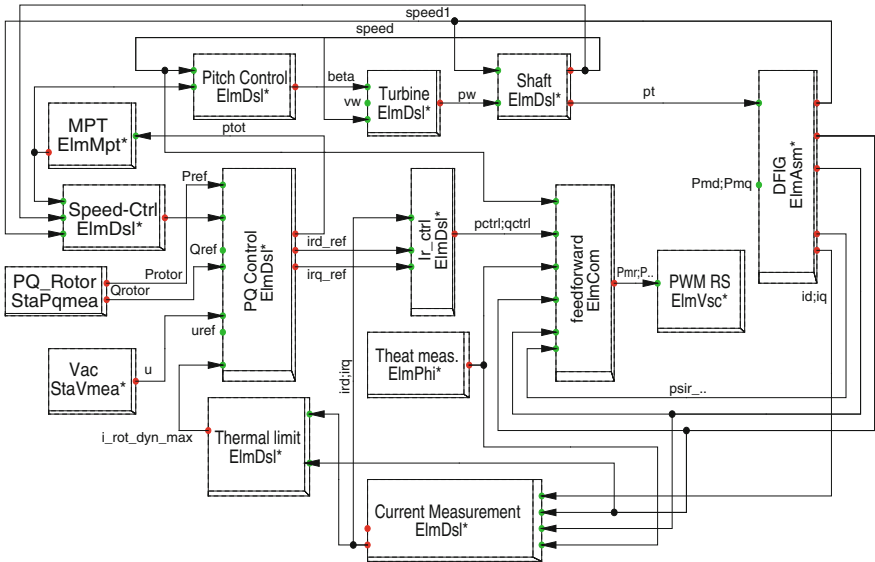 speed1
speed
Pitch Control
ElmDsl*
beta
vw
Turbine
ElmDsl*
pw
Shaft
ElmDsl*
pt
DFIG
ElmAsm*
MPT
ElmMpt*
ptot
Pmd;Pmq
Pref
Speed-Ctrl
ElmDsl*
Qref
PQ Control
ElmDsl*
ird_ref
irq_ref
Ir_ctrl
ElmDsl*
pctrl;qctrl
feedforward
ElmCom
Pmr;P..
PWM RS
ElmVsc*
id;iq
PQ_Rotor
StaPqmea
Protor
Qrotor
uref
Vac
StaVmea*
u
ird;irq
Theat meas.
ElmPhi*
psir_..
i_rot_dyn_max
Thermal limit
ElmDsl*
Current Measurement
ElmDsl*